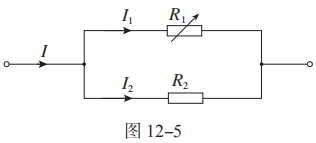 I₁ R₁
I
I₂ R₂
图 12–5